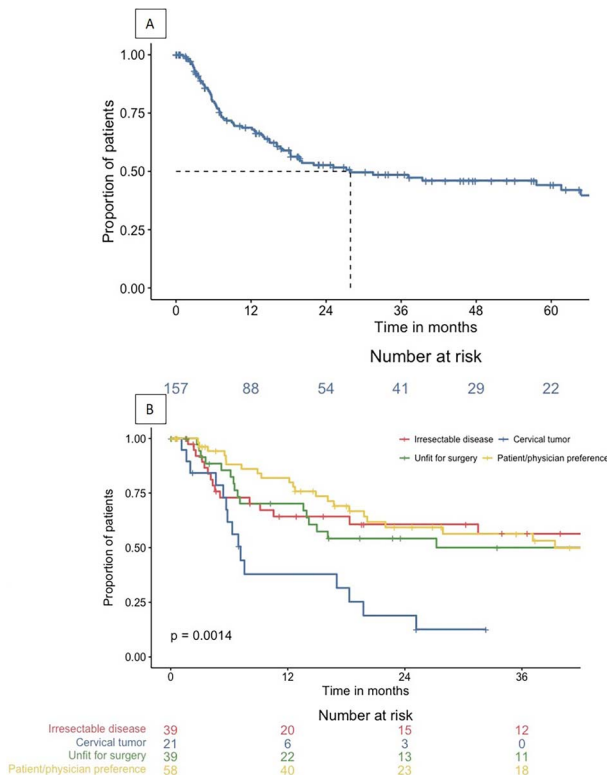 A
1.00
0.75
0.50
0.25
0.00
Proportion of patients
0 12 24 36 48 60
Time in months
Number at risk
157 88 54 41 29 22
B
Irresectable disease Cervical tumor
Unfit for surgery Patient/physician preference
1.00
0.75
0.50
0.25
0.00
Proportion of patients
p = 0.0014
0 12 24 36
Time in months
Number at risk
Irresectable disease 39 20 15 12
Cervical tumor 21 6 3 0
Unfit for surgery 39 22 13 11
Patient/physician preference 58 40 23 18